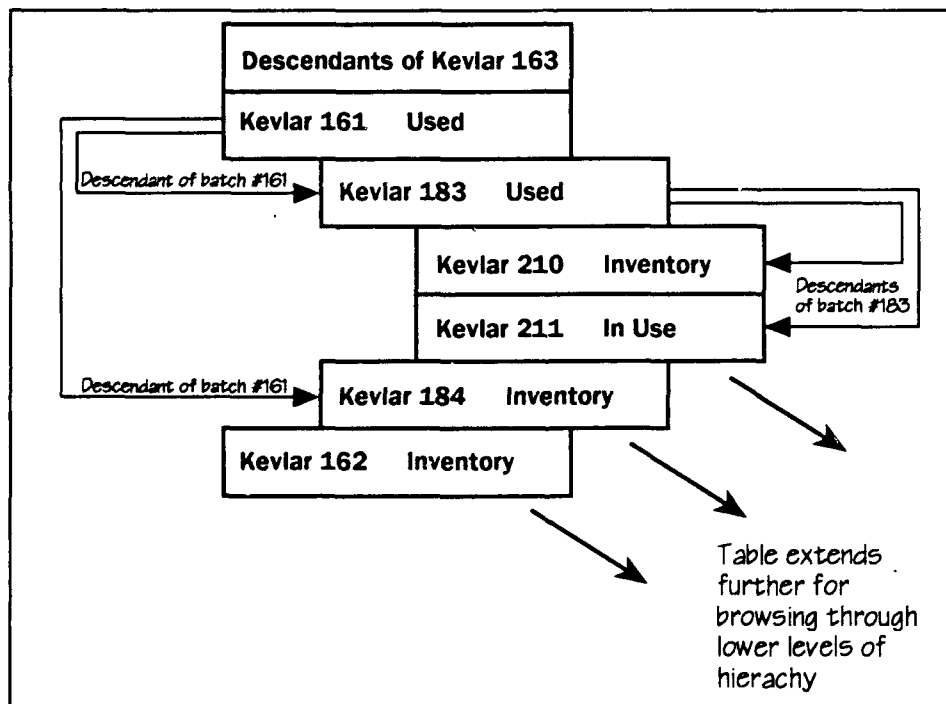 Descendants of Kevlar 163
Kevlar 161 Used
Descendant of batch #161
Kevlar 183 Used
Kevlar 210 Inventory
Descendants
of batch #183
Kevlar 211 In Use
Descendant of batch #161
Kevlar 184 Inventory
Kevlar 162 Inventory
Table extends
further for
browsing through
lower levels of
hierachy